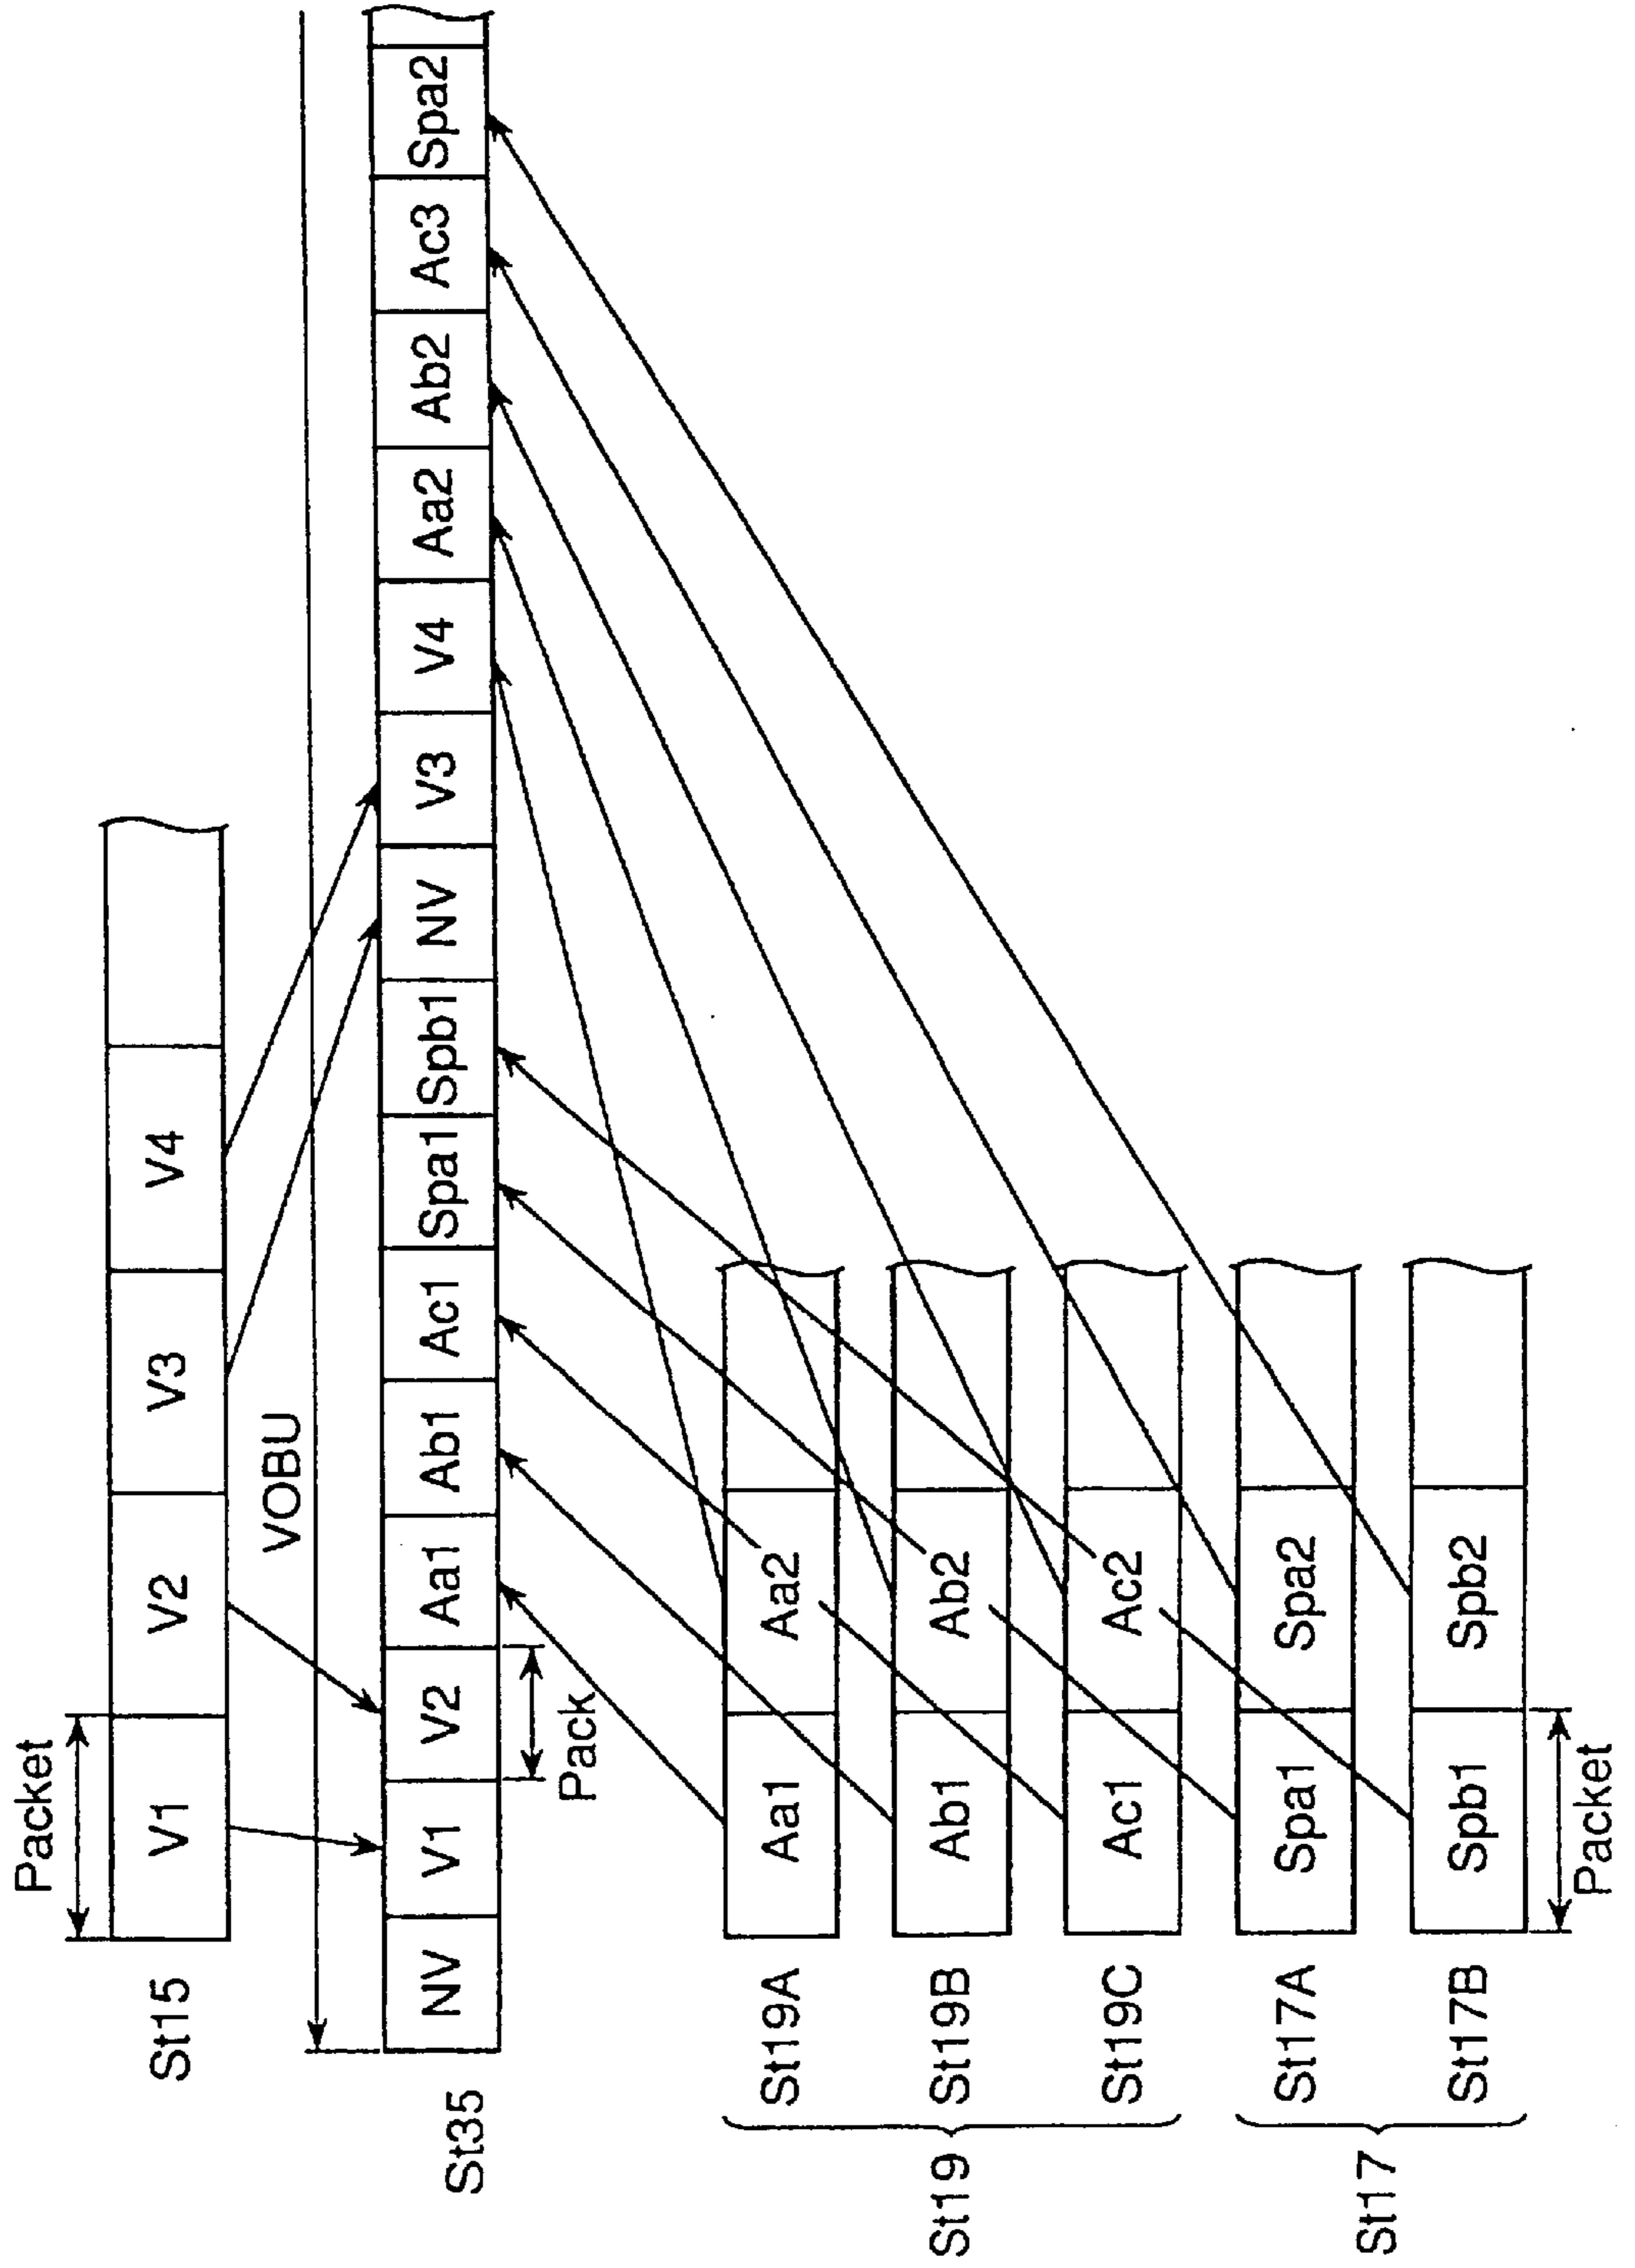 Packet
St15 V1 V2 V3 V4
VOBU
St35 NV V1 V2 Aa1 Ab1 Ac1 Spa1 Spb1 NV V3 V4 Aa2 Ab2 Ac3 Spa2
Pack
St19
St19A Aa1 Aa2
St19B Ab1 Ab2
St19C Ac1 Ac2
St17
St17A Spa1 Spa2
St17B Spb1 Spb2
Packet